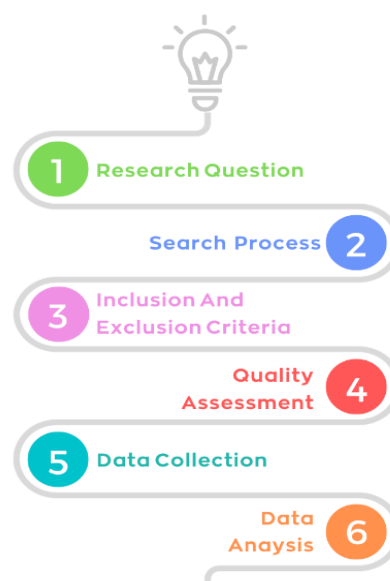 1 Research Question
Search Process 2
3 Inclusion And
Exclusion Criteria
Quality
Assessment 4
5 Data Collection
Data
Anaysis 6